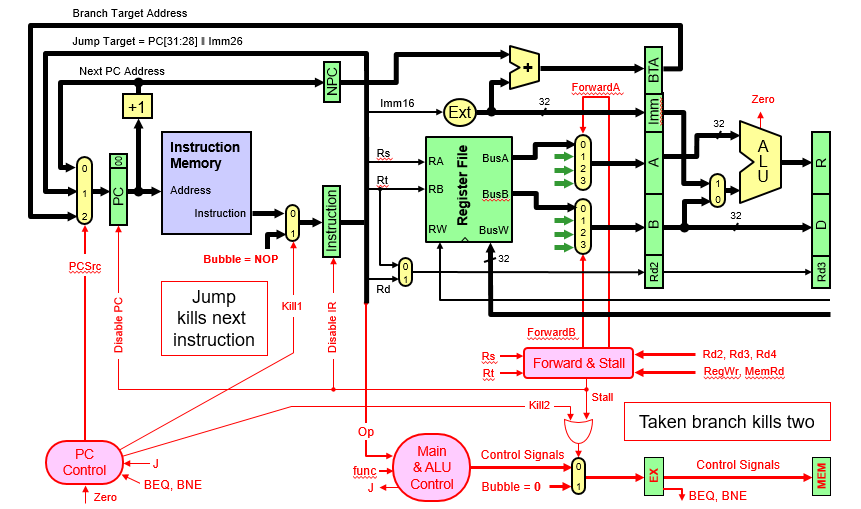 Branch Target Address
Jump Target = PC[31:28] ‖ Imm26
Next PC Address
NPC
+
BTA
ForwardA
Zero
+1
Imm16
Ext
32
Imm
32
00
PC
Instruction
Memory
Address
Instruction
0
1
2
0
1
Instruction
Rs
Rt
RA
RB
RW
Register File
BusA
BusB
BusW
0
1
2
3
0
1
2
3
A
B
1
0
A
L
U
R
D
32
PCSrc
Bubble = NOP
0
1
Rd
32
Rd2
Rd3
Jump
kills next
instruction
Kill1
Disable PC
Disable IR
ForwardB
Rs
Rt
Forward & Stall
Rd2, Rd3, Rd4
RegWr, MemRd
Stall
Kill2
Taken branch kills two
Op
PC
Control
J
BEQ, BNE
Zero
Main
& ALU
Control
func
J
Control Signals
Bubble = 0
0
1
EX
Control Signals
MEM
BEQ, BNE